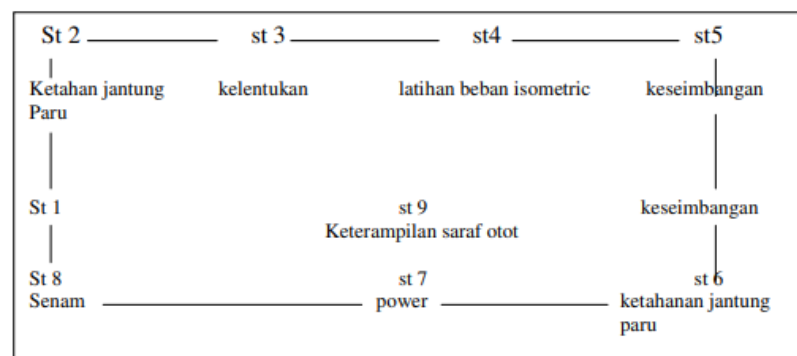 St 2 st 3 st4 st5
Ketahan jantung kelentukan latihan beban isometric keseimbangan
Paru
St 1 st 9 keseimbangan
Keterampilan saraf otot
St 8 st 7 st 6
Senam power ketahanan jantung
paru